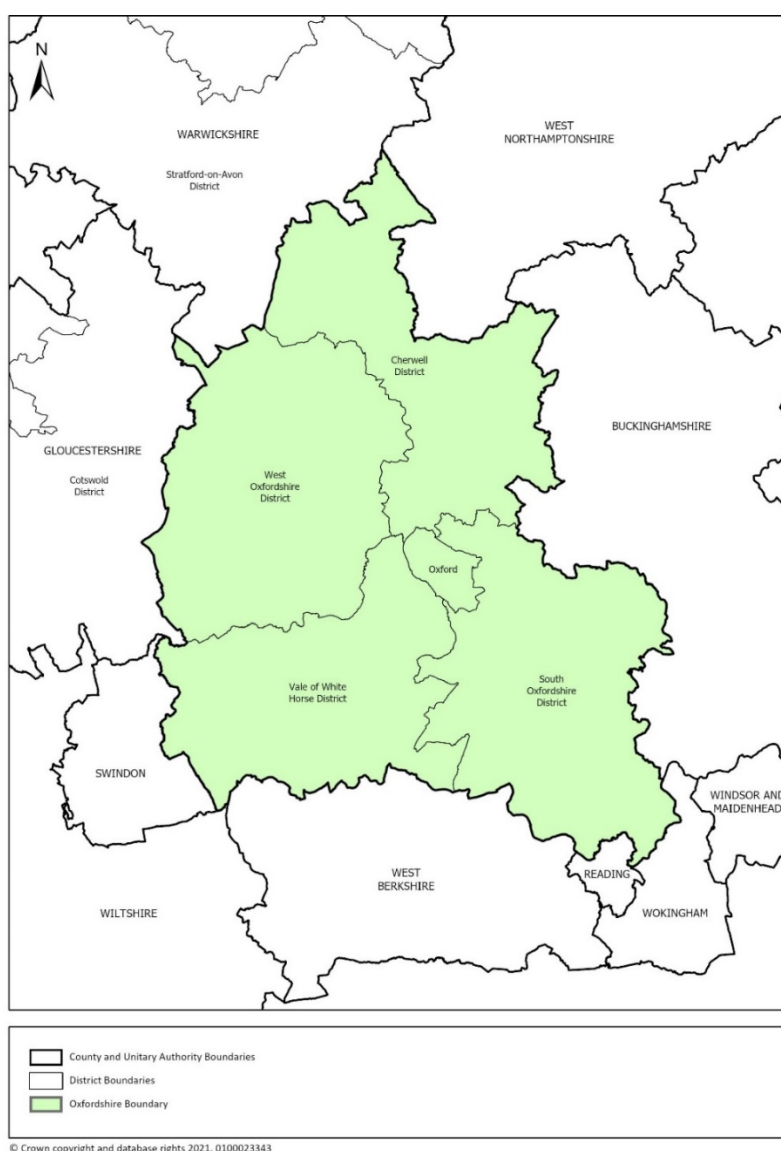 N
WARWICKSHIRE
Stratford-on-Avon
District
WEST
NORTHAMPTONSHIRE
Cherwell
District
BUCKINGHAMSHIRE
GLOUCESTERSHIRE
Cotswold
District
West
Oxfordshire
District
Oxford
Vale of White
Horse District
South
Oxfordshire
District
SWINDON
WINDSOR AND
MAIDENHEAD
WEST
BERKSHIRE
READING
WILTSHIRE
WOKINGHAM
County and Unitary Authority Boundaries
District Boundaries
Oxfordshire Boundary
© Crown copyright and database rights 2021, 0100023343